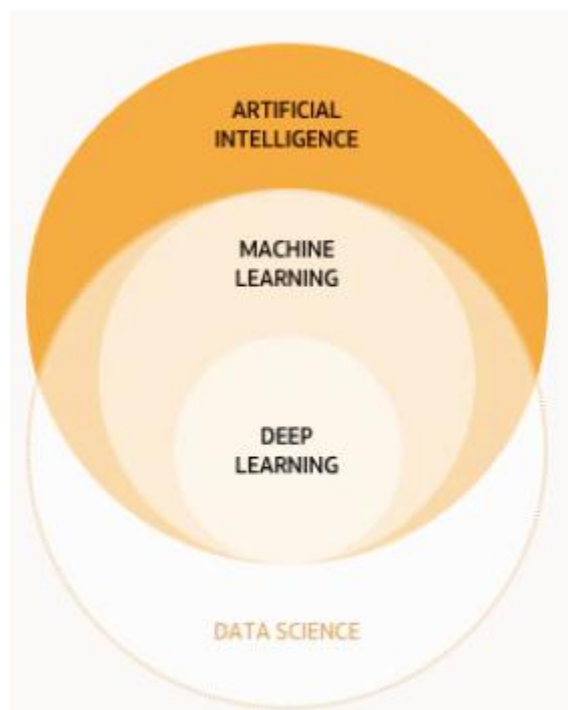 ARTIFICIAL
INTELLIGENCE
MACHINE
LEARNING
DEEP
LEARNING
DATA SCIENCE